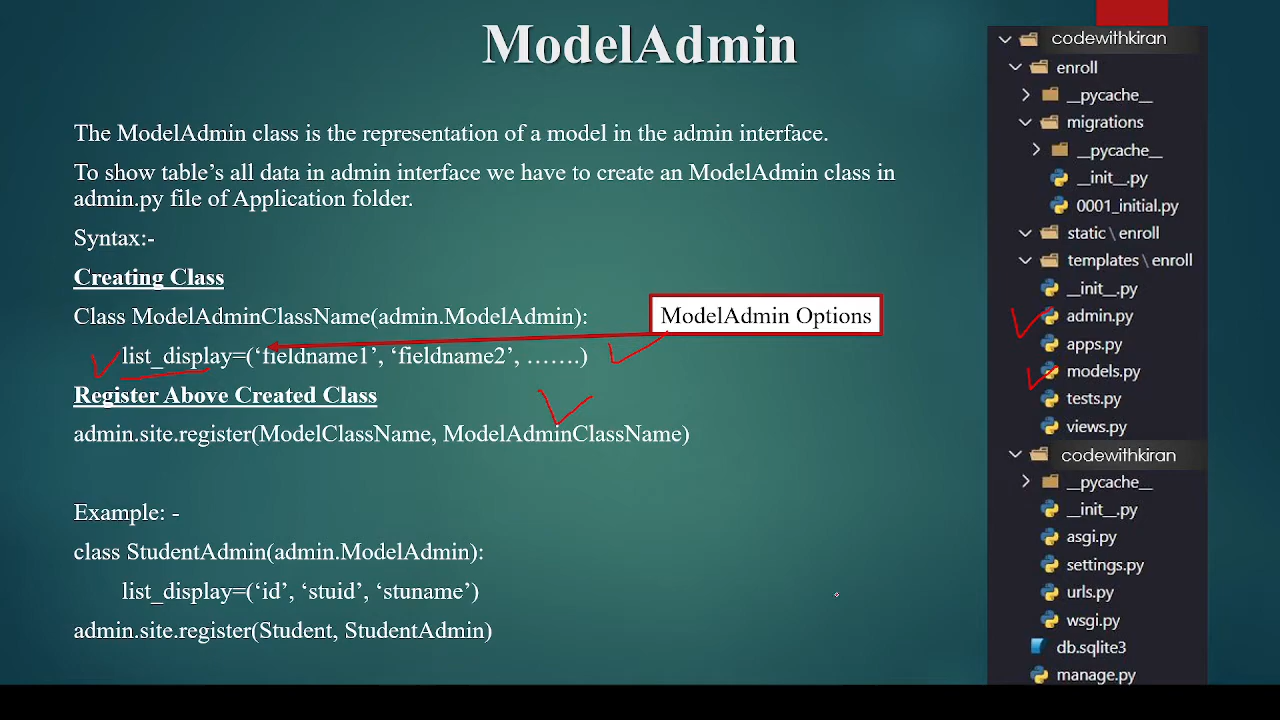 ModelAdmin
The ModelAdmin class is the representation of a model in the admin interface.
To show table’s all data in admin interface we have to create an ModelAdmin class in
admin.py file of Application folder.
Syntax:-
Creating Class
Class ModelAdminClassName(admin.ModelAdmin):
ModelAdmin Options
list_display=(‘fieldname1’, ‘fieldname2’, …….)
Register Above Created Class
admin.site.register(ModelClassName, ModelAdminClassName)
Example: -
class StudentAdmin(admin.ModelAdmin):
list_display=(‘id’, ‘stuid’, ‘stuname’)
admin.site.register(Student, StudentAdmin)
codewithkiran
enroll
__pycache__
migrations
__pycache__
__init__.py
0001_initial.py
static\enroll
templates\enroll
__init__.py
admin.py
apps.py
models.py
tests.py
views.py
codewithkiran
__pycache__
__init__.py
asgi.py
settings.py
urls.py
wsgi.py
db.sqlite3
manage.py